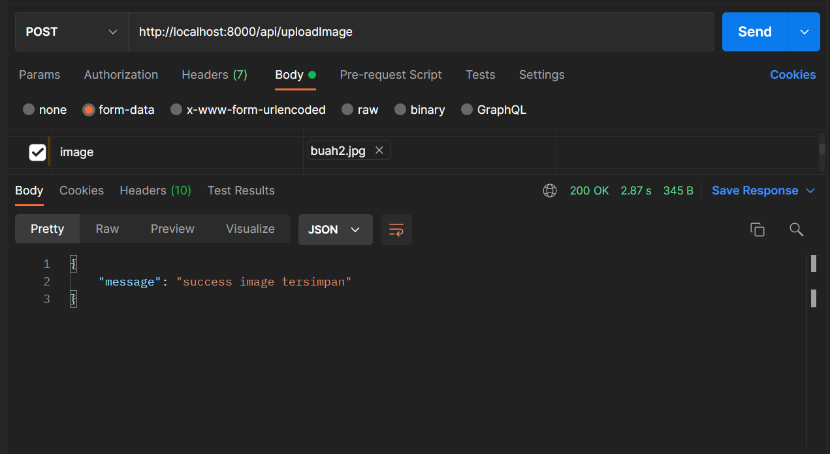 POST http://localhost:8000/api/uploadImage Send
Params Authorization Headers (7) Body Pre-request Script Tests Settings Cookies
none form-data x-www-form-urlencoded raw binary GraphQL
image buah2.jpg
Body Cookies Headers (10) Test Results 200 OK 2.87 s 345 B Save Response
Pretty Raw Preview Visualize JSON
1 {
2 "message": "success image tersimpan"
3 }